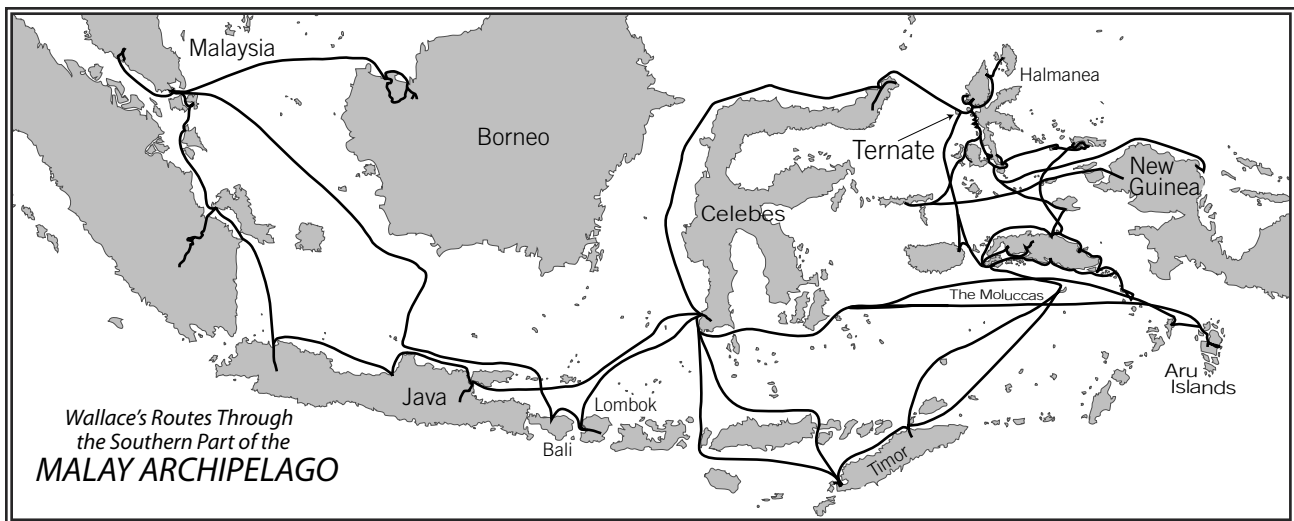 Malaysia
Halmanea
Borneo
Ternate
New
Guinea
Celebes
The Moluccas
Aru
Islands
Java
Lombok
Bali
Timor
Wallace's Routes Through
the Southern Part of the
MALAY ARCHIPELAGO